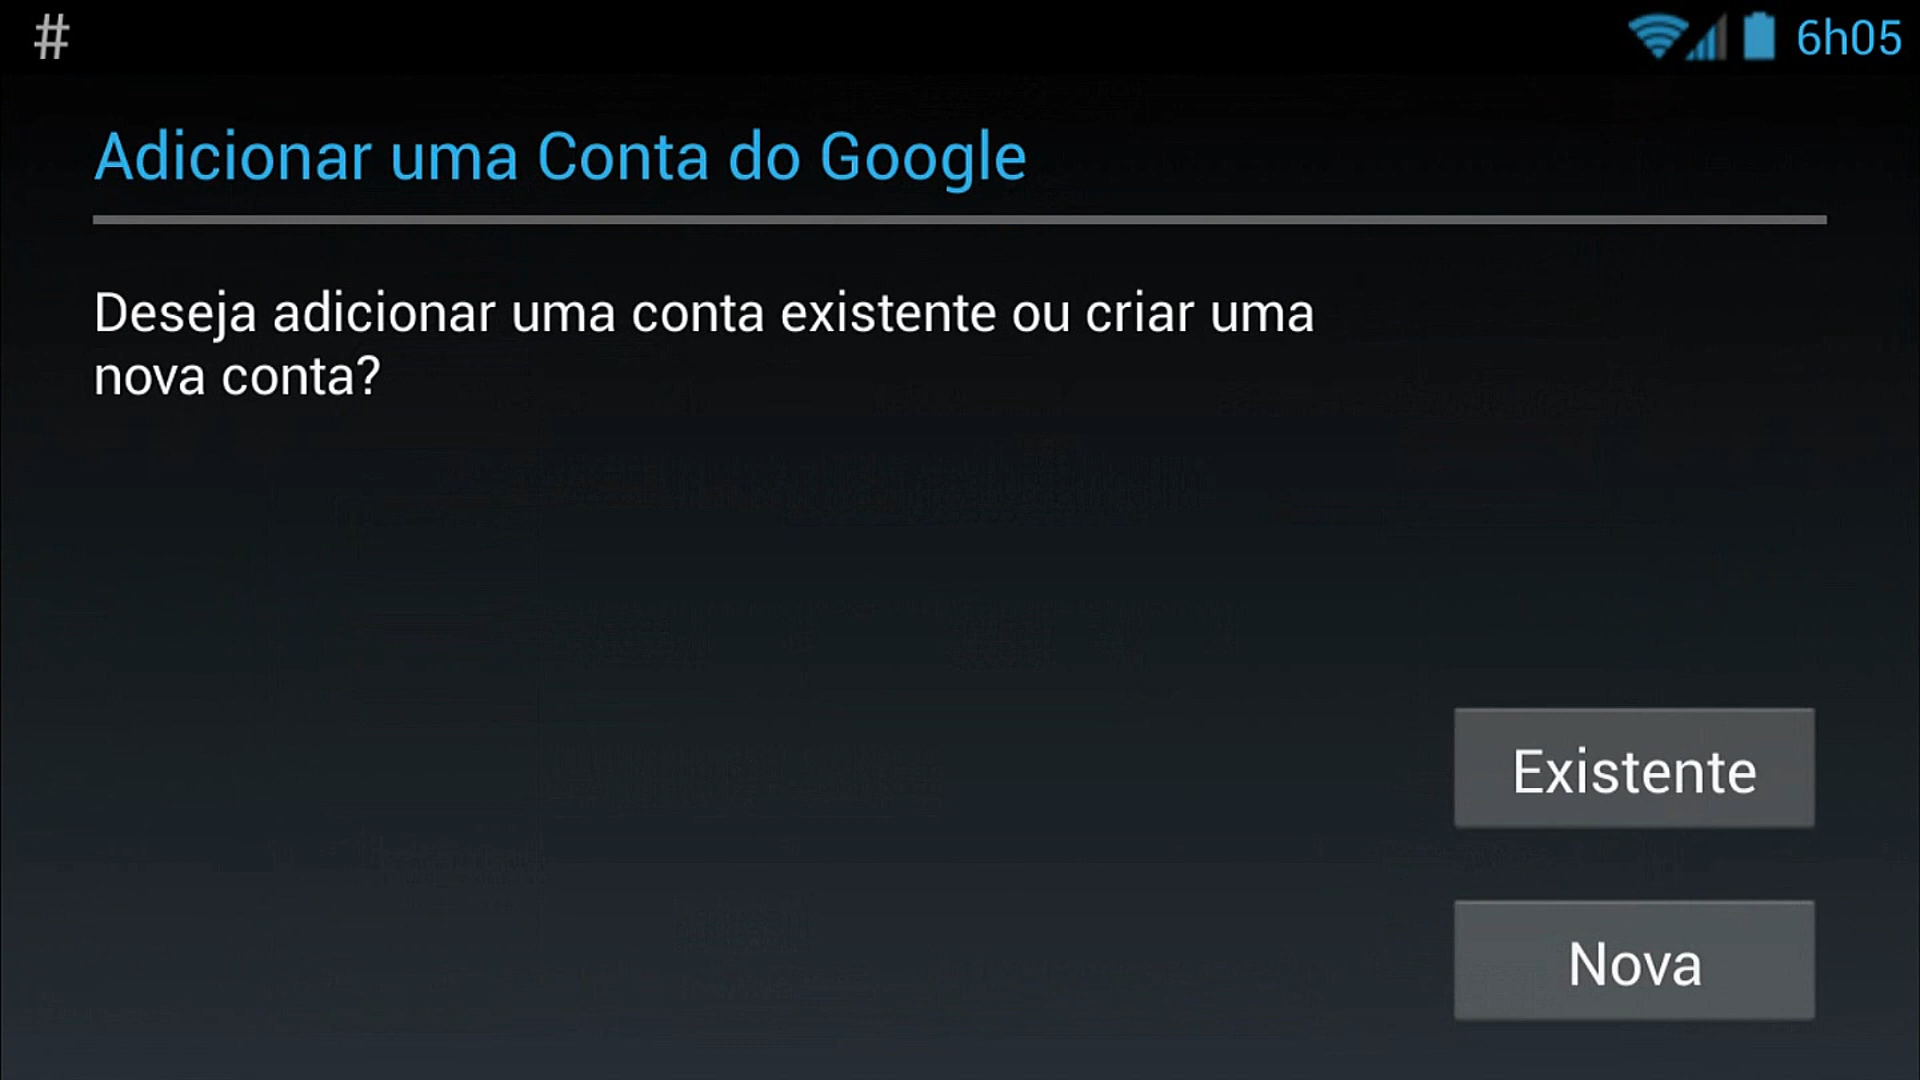 #
6h05
Adicionar uma Conta do Google
Deseja adicionar uma conta existente ou criar uma
nova conta?
Existente
Nova